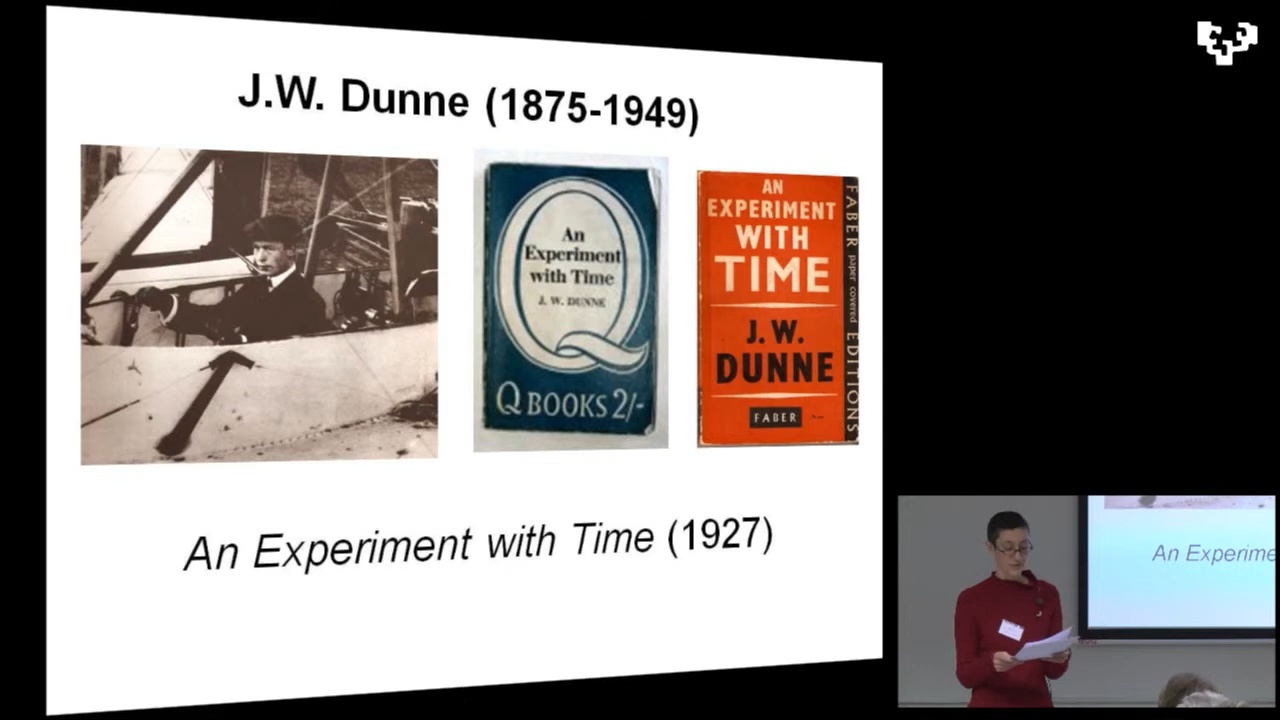 J.W. Dunne (1875-1949)
An
Experiment
with Time
J. W. DUNNE
Q BOOKS 2/-
AN
EXPERIMENT
WITH
TIME
J. W.
DUNNE
FABER
FABER paper covered EDITIONS
An Experiment with Time (1927)
An Experime